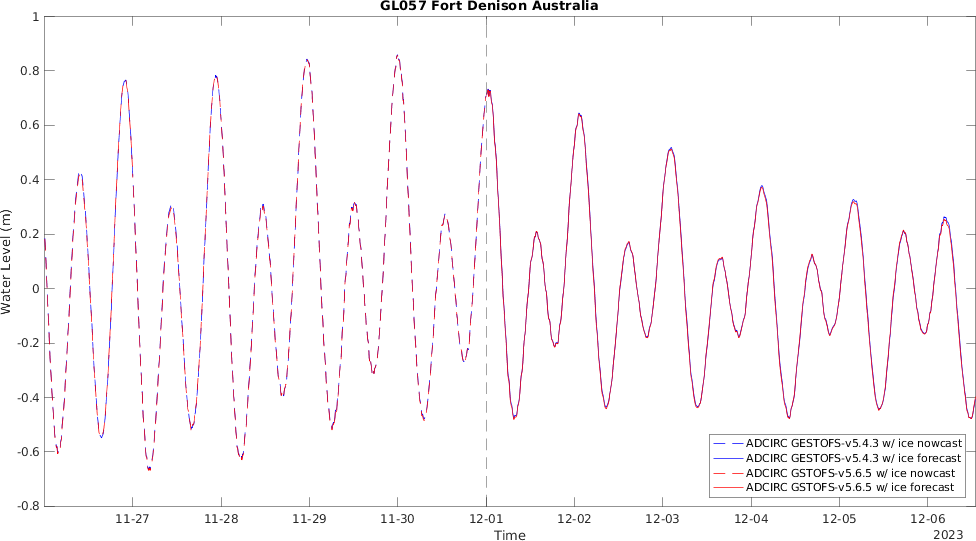 GL057 Fort Denison Australia
1
0.8
0.6
0.4
0.2
0
-0.2
-0.4
-0.6
-0.8
Water Level (m)
11-27 11-28 11-29 11-30 12-01 12-02 12-03 12-04 12-05 12-06
Time
2023
ADCIRC GESTOFS-v5.4.3 w/ ice nowcast
ADCIRC GESTOFS-v5.4.3 w/ ice forecast
ADCIRC GSTOFS-v5.6.5 w/ ice nowcast
ADCIRC GSTOFS-v5.6.5 w/ ice forecast